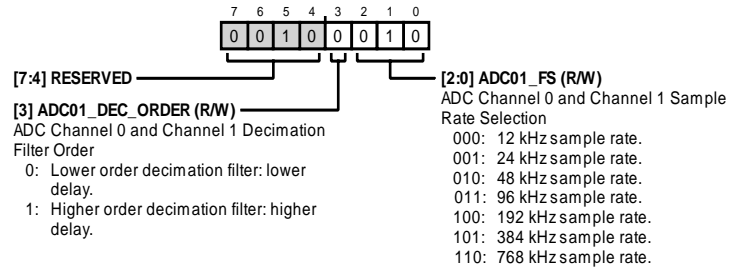 7 6 5 4 3 2 1 0
0 0 1 0 0 0 1 0
[7:4] RESERVED
[3] ADC01_DEC_ORDER (R/W)
ADC Channel 0 and Channel 1 Decimation
Filter Order
0: Lower order decimation filter: lower
delay.
1: Higher order decimation filter: higher
delay.
[2:0] ADC01_FS (R/W)
ADC Channel 0 and Channel 1 Sample
Rate Selection
000: 12 kHz sample rate.
001: 24 kHz sample rate.
010: 48 kHz sample rate.
011: 96 kHz sample rate.
100: 192 kHz sample rate.
101: 384 kHz sample rate.
110: 768 kHz sample rate.